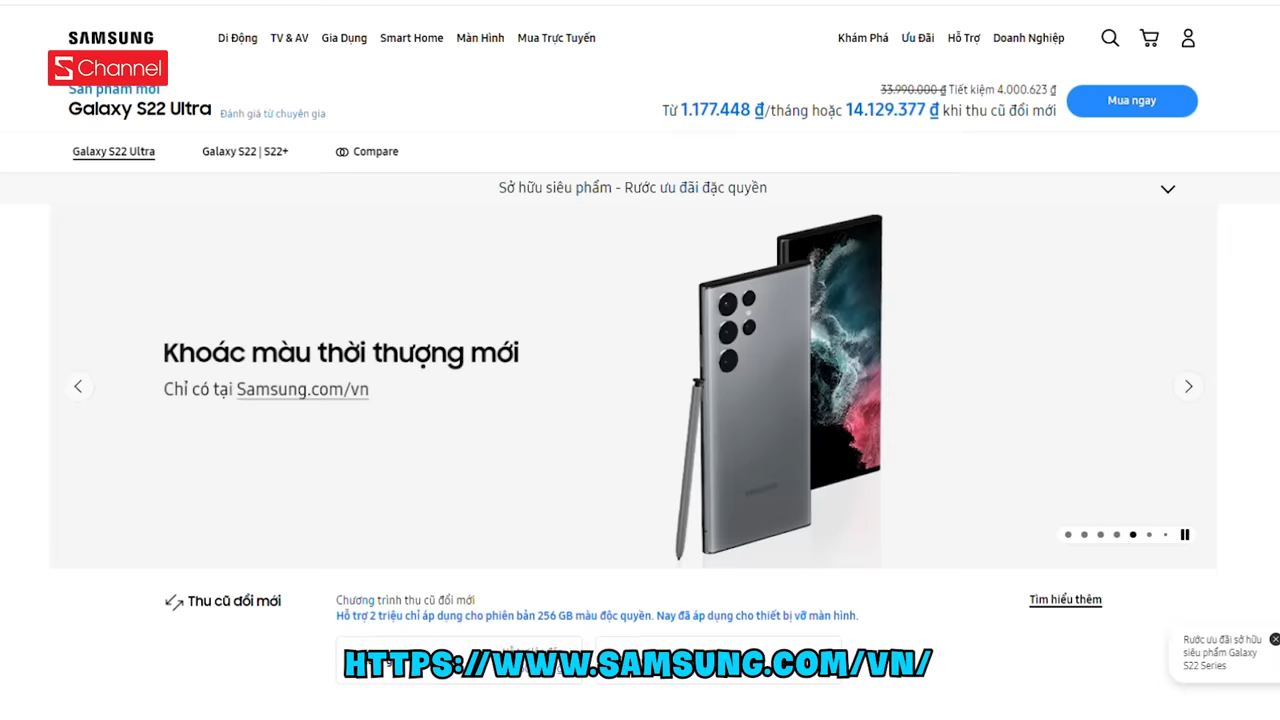 SAMSUNG
Di Động TV & AV Gia Dụng Smart Home Màn Hình Mua Trực Tuyến
Khám Phá Ưu Đãi Hỗ Trợ Doanh Nghiệp
S Channel
Sản phẩm mới
Galaxy S22 Ultra Đánh giá từ chuyên gia
33.990.000 ₫ Tiết kiệm 4.000.623 ₫
Từ 1.177.448 ₫/tháng hoặc 14.129.377 ₫ khi thu cũ đổi mới
Mua ngay
Galaxy S22 Ultra Galaxy S22 | S22+ Compare
Sở hữu siêu phẩm - Rước ưu đãi đặc quyền
Khoác màu thời thượng mới
Chỉ có tại Samsung.com/vn
SAMSUNG
Thu cũ đổi mới
Chương trình thu cũ đổi mới
Hỗ trợ 2 triệu chỉ áp dụng cho phiên bản 256 GB màu độc quyền. Nay đã áp dụng cho thiết bị vỡ màn hình.
Tìm hiểu thêm
Rước ưu đãi sở hữu
siêu phẩm Galaxy
S22 Series
HTTPS://WWW.SAMSUNG.COM/VN/